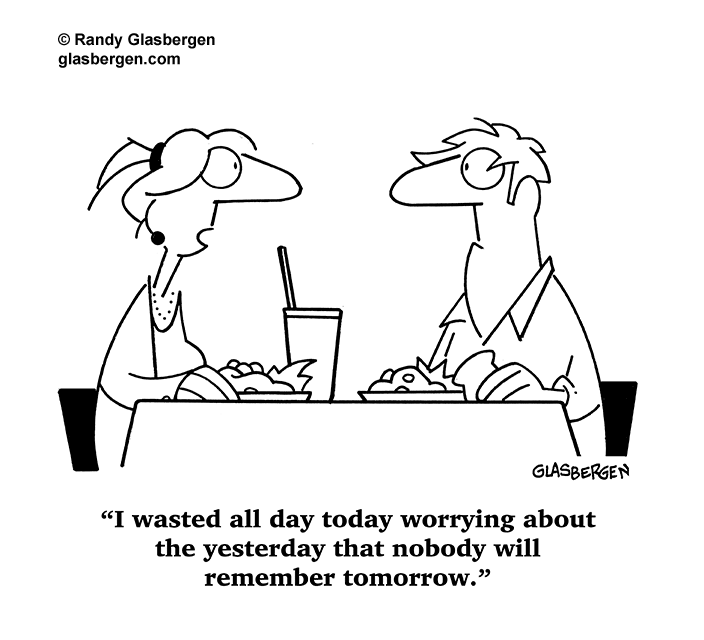 © Randy Glasbergen
glasbergen.com
GLASBERGEN
“I wasted all day today worrying about
the yesterday that nobody will
remember tomorrow.”